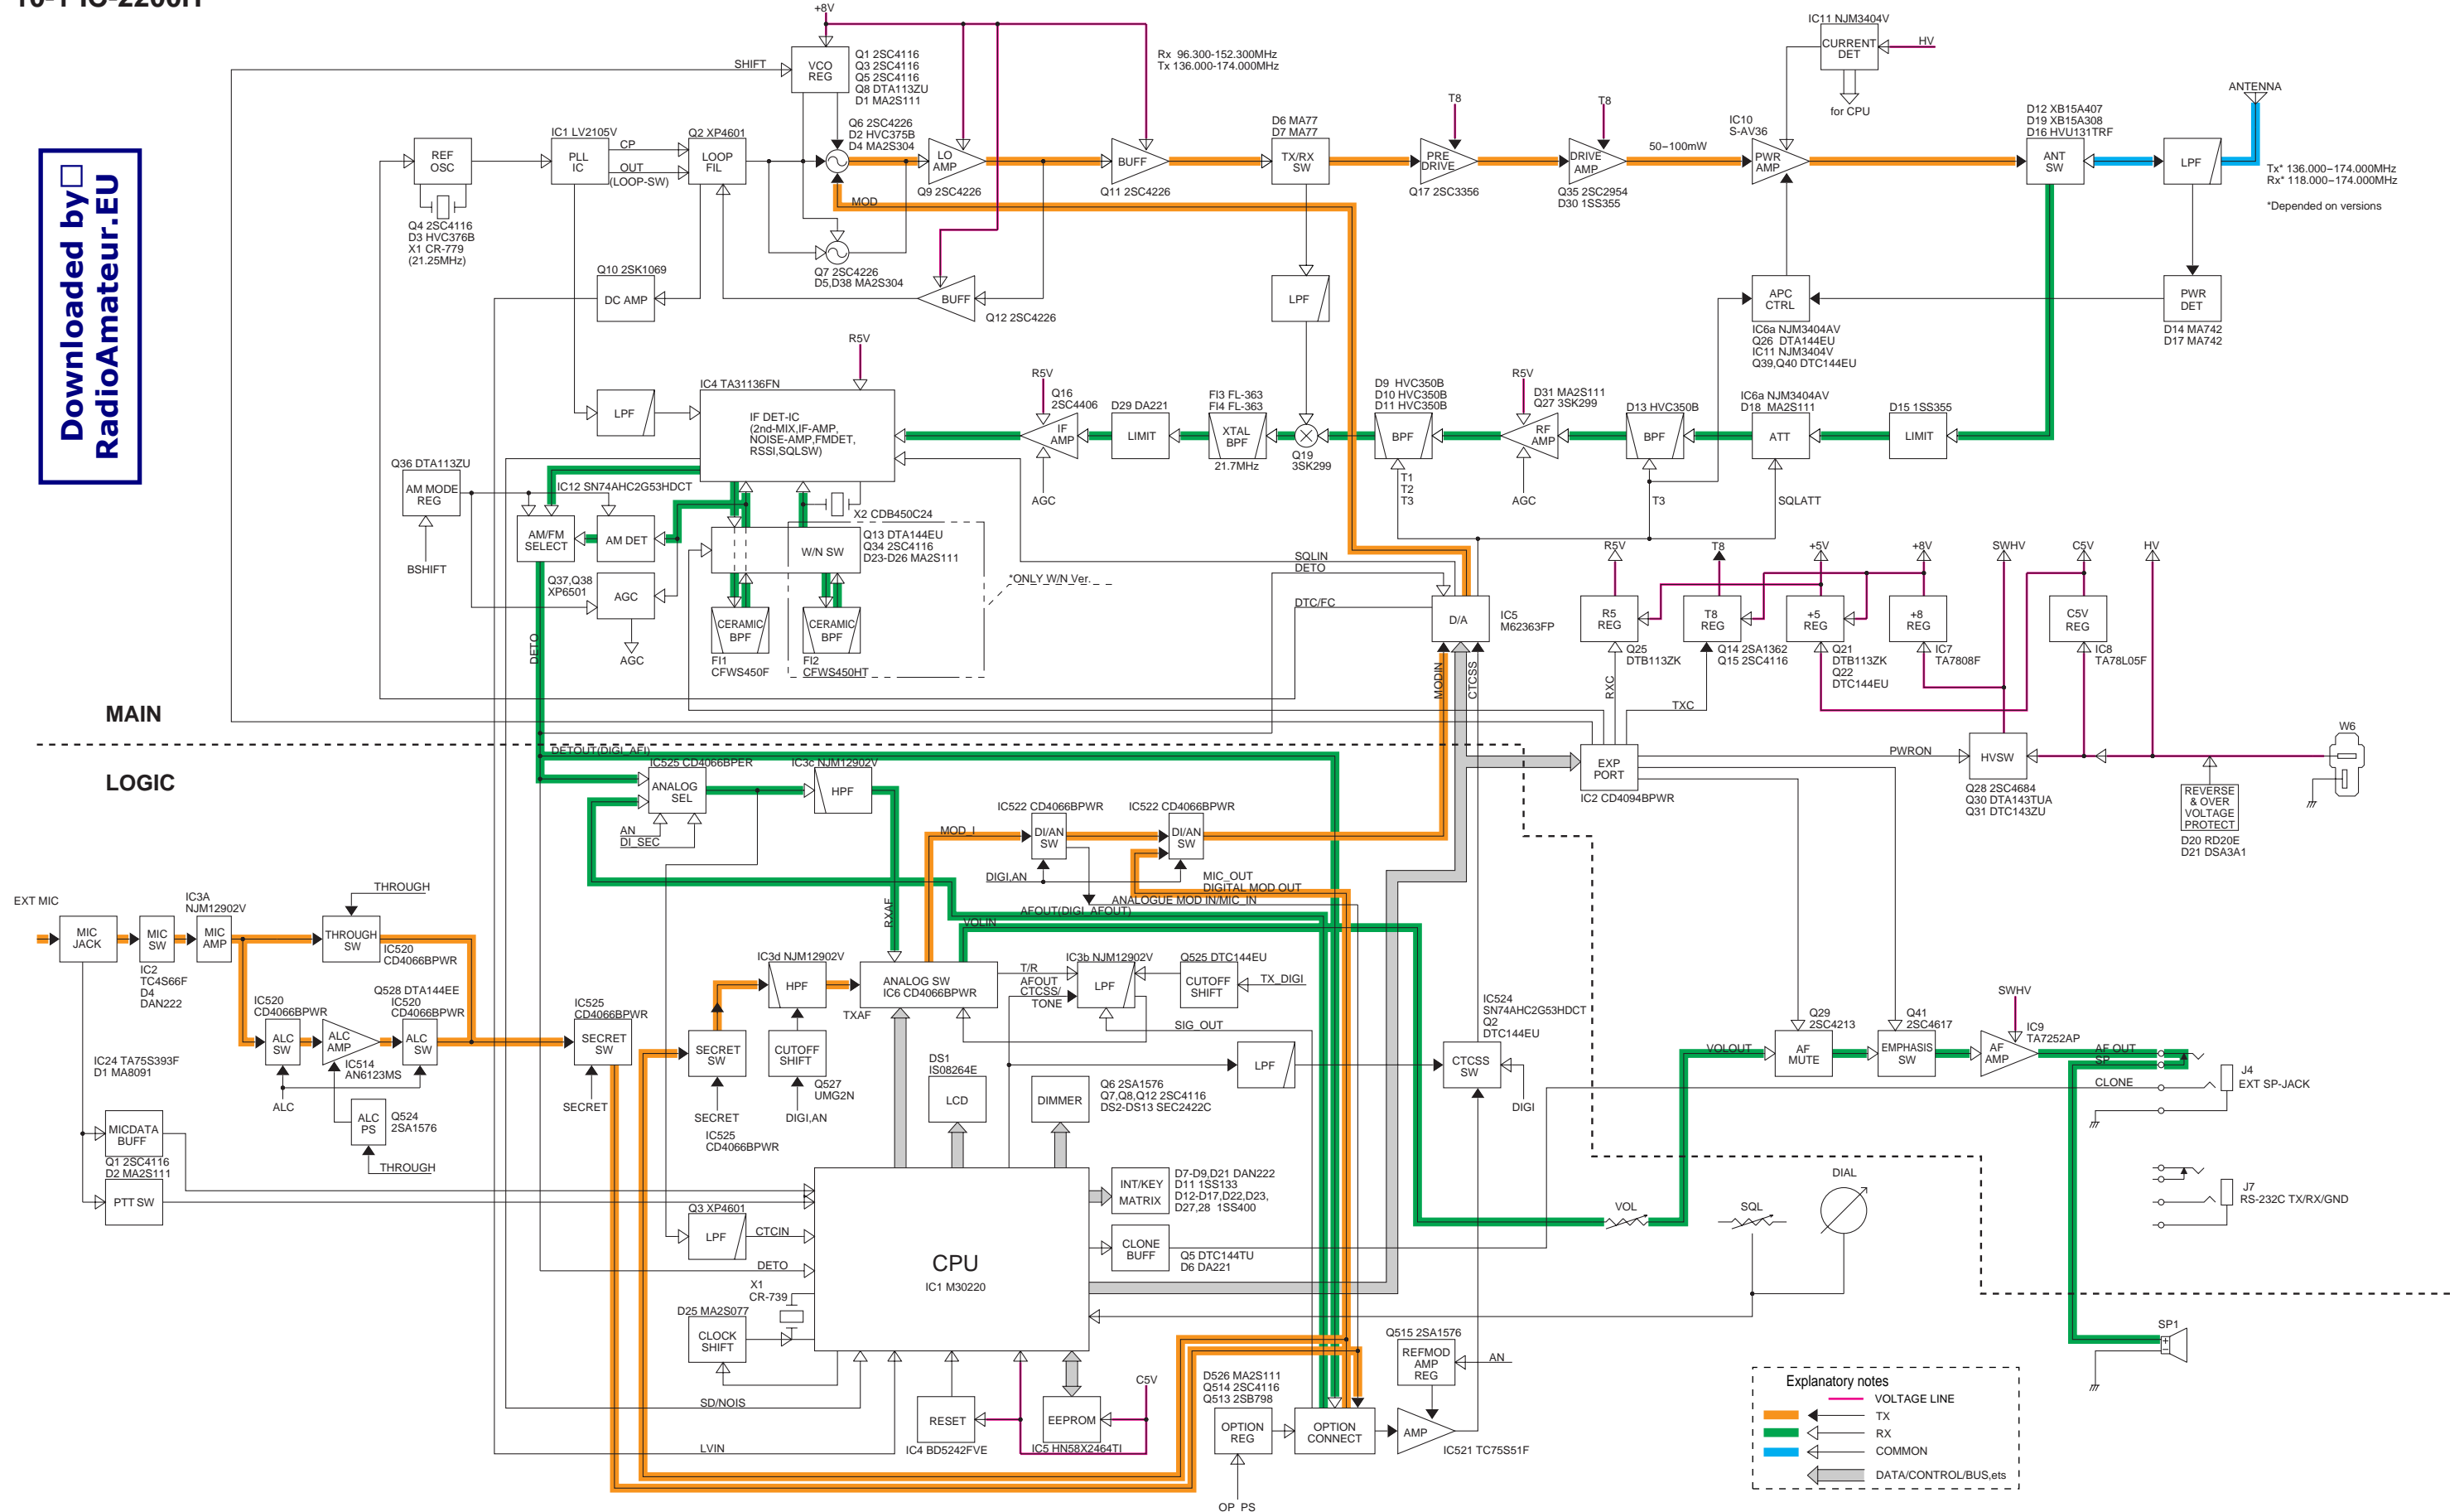 10-1 IC-2200H
Downloaded by□
RadioAmateur.EU
+8V
SHIFT
VCO
REG
Q1 2SC4116
Q3 2SC4116
Q5 2SC4116
Q8 DTA113ZU
D1 MA2S111
Rx  96.300-152.300MHz
Tx 136.000-174.000MHz
IC11 NJM3404V
CURRENT
DET
HV
for CPU
ANTENNA
REF
OSC
Q4 2SC4116
D3 HVC376B
X1 CR-779
(21.25MHz)
IC1 LV2105V
PLL
IC
CP
OUT
(LOOP-SW)
Q2 XP4601
LOOP
FIL
Q6 2SC4226
D2 HVC375B
D4 MA2S304
LO
AMP
Q9 2SC4226
BUFF
Q11 2SC4226
D6 MA77
D7 MA77
TX/RX
SW
T8
PRE
DRIVE
Q17 2SC3356
T8
DRIVE
AMP
Q35 2SC2954
D30 1SS355
50–100mW
IC10
S-AV36
PWR
AMP
D12 XB15A407
D19 XB15A308
D16 HVU131TRF
ANT
SW
LPF
Tx* 136.000–174.000MHz
Rx* 118.000–174.000MHz
*Depended on versions
MOD
Q7 2SC4226
D5,D38 MA2S304
Q10 2SK1069
DC AMP
BUFF
Q12 2SC4226
LPF
APC
CTRL
IC6a NJM3404AV
Q26  DTA144EU
IC11 NJM3404V
Q39,Q40 DTC144EU
PWR
DET
D14 MA742
D17 MA742
R5V
IC4 TA31136FN
IF DET-IC
(2nd-MIX,IF-AMP,
NOISE-AMP,FMDET,
RSSI,SQLSW)
LPF
R5V
Q16
2SC4406
IF
AMP
AGC
D29 DA221
LIMIT
FI3 FL-363
FI4 FL-363
XTAL
BPF
21.7MHz
Q19
3SK299
D9  HVC350B
D10 HVC350B
D11 HVC350B
BPF
T1
T2
T3
R5V
D31 MA2S111
Q27 3SK299
RF
AMP
AGC
D13 HVC350B
BPF
T3
IC6a NJM3404AV
D18  MA2S111
ATT
SQLATT
D15 1SS355
LIMIT
Q36 DTA113ZU
AM MODE
REG
BSHIFT
IC12 SN74AHC2G53HDCT
AM/FM
SELECT
AM DET
Q37,Q38
XP6501
AGC
AGC
X2 CDB450C24
W/N SW
Q13 DTA144EU
Q34 2SC4116
D23-D26 MA2S111
*ONLY W/N Ver.
CERAMIC
BPF
FI1
CFWS450F
CERAMIC
BPF
FI2
CFWS450HT
SQLIN
DETO
DTC/FC
D/A
IC5
M62363FP
DETO
MODIN
CTCSS
R5V
R5
REG
Q25
DTB113ZK
RXC
T8
T8
REG
Q14 2SA1362
Q15 2SC4116
TXC
+5V
+5
REG
Q21
DTB113ZK
Q22
DTC144EU
+8V
+8
REG
IC7
TA7808F
SWHV
C5V
C5V
REG
IC8
TA78L05F
HV
MAIN
LOGIC
DETOUT(DIGI_AFI)
EXP
PORT
IC2 CD4094BPWR
PWRON
HVSW
Q28 2SC4684
Q30 DTA143TUA
Q31 DTC143ZU
REVERSE
& OVER
VOLTAGE
PROTECT
D20 RD20E
D21 DSA3A1
W6
IC525 CD4066BPER
ANALOG
SEL
AN
DI_SEC
IC3c NJM12902V
HPF
RXAF
MOD_I
IC522 CD4066BPWR
DI/AN
SW
IC522 CD4066BPWR
DI/AN
SW
DIGI,AN
MIC_OUT
DIGITAL MOD OUT
ANALOGUE MOD IN/MIC_IN
AFOUT(DIGI_AFOUT)
VOLIN
EXT MIC
MIC
JACK
MIC
SW
IC2
TC4S66F
D4
DAN222
IC3A
NJM12902V
MIC
AMP
THROUGH
THROUGH
SW
IC520
CD4066BPWR
IC520
CD4066BPWR
ALC
SW
ALC
AMP
IC514
AN6123MS
Q528 DTA144EE
IC520
CD4066BPWR
ALC
SW
ALC
ALC
PS
Q524
2SA1576
THROUGH
IC24 TA75S393F
D1 MA8091
MICDATA
BUFF
Q1 2SC4116
D2 MA2S111
PTT SW
IC525
CD4066BPWR
SECRET
SW
SECRET
SECRET
SW
SECRET
IC525
CD4066BPWR
IC3d NJM12902V
HPF
CUTOFF
SHIFT
Q527
UMG2N
DIGI,AN
ANALOG SW
IC6 CD4066BPWR
TXAF
T/R
AFOUT
CTCSS/
TONE
IC3b NJM12902V
LPF
Q525 DTC144EU
CUTOFF
SHIFT
TX_DIGI
SIG_OUT
LPF
IC524
SN74AHC2G53HDCT
Q2
DTC144EU
CTCSS
SW
DIGI
DS1
IS08264E
LCD
DIMMER
Q6 2SA1576
Q7,Q8,Q12 2SC4116
DS2-DS13 SEC2422C
VOLOUT
Q29
2SC4213
AF
MUTE
Q41
2SC4617
EMPHASIS
SW
SWHV
AF
AMP
IC9
TA7252AP
AF OUT
SP
CLONE
J4
EXT SP-JACK
J7
RS-232C TX/RX/GND
INT/KEY
MATRIX
D7-D9,D21 DAN222
D11 1SS133
D12-D17,D22,D23,
D27,28  1SS400
CLONE
BUFF
Q5 DTC144TU
D6 DA221
Q3 XP4601
LPF
CTCIN
DETO
X1
CR-739
D25 MA2S077
CLOCK
SHIFT
CPU
IC1 M30220
VOL
SQL
DIAL
SP1
SD/NOIS
LVIN
RESET
IC4 BD5242FVE
EEPROM
IC5 HN58X2464TI
C5V
D526 MA2S111
Q514 2SC4116
Q513 2SB798
OPTION
REG
OP_PS
OPTION
CONNECT
Q515 2SA1576
REFMOD
AMP
REG
AN
AMP
IC521 TC75S51F
Explanatory notes
VOLTAGE LINE
TX
RX
COMMON
DATA/CONTROL/BUS,ets